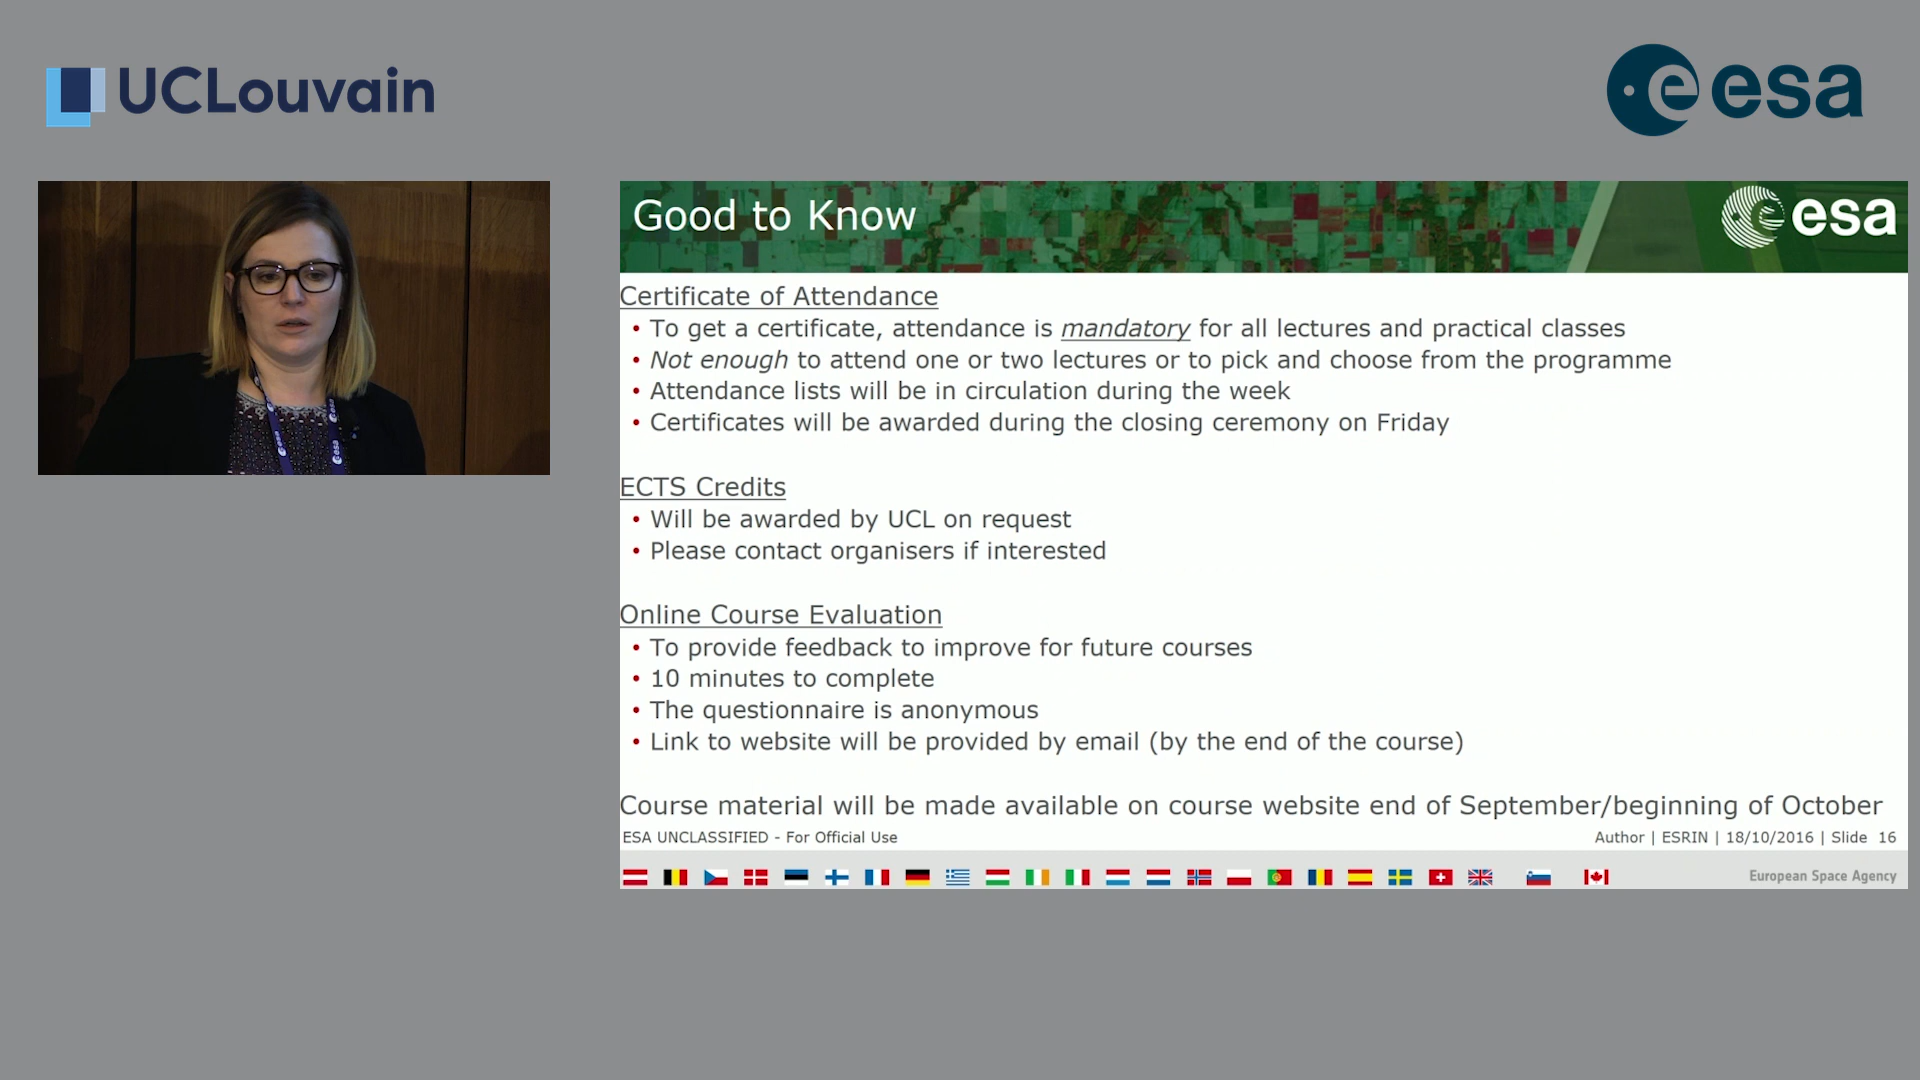 UCLouvain
esa
Good to Know
esa
Certificate of Attendance
• To get a certificate, attendance is mandatory for all lectures and practical classes
• Not enough to attend one or two lectures or to pick and choose from the programme
• Attendance lists will be in circulation during the week
• Certificates will be awarded during the closing ceremony on Friday
ECTS Credits
• Will be awarded by UCL on request
• Please contact organisers if interested
Online Course Evaluation
• To provide feedback to improve for future courses
• 10 minutes to complete
• The questionnaire is anonymous
• Link to website will be provided by email (by the end of the course)
Course material will be made available on course website end of September/beginning of October
ESA UNCLASSIFIED - For Official Use
Author | ESRIN | 18/10/2016 | Slide 16
European Space Agency
esa
esa